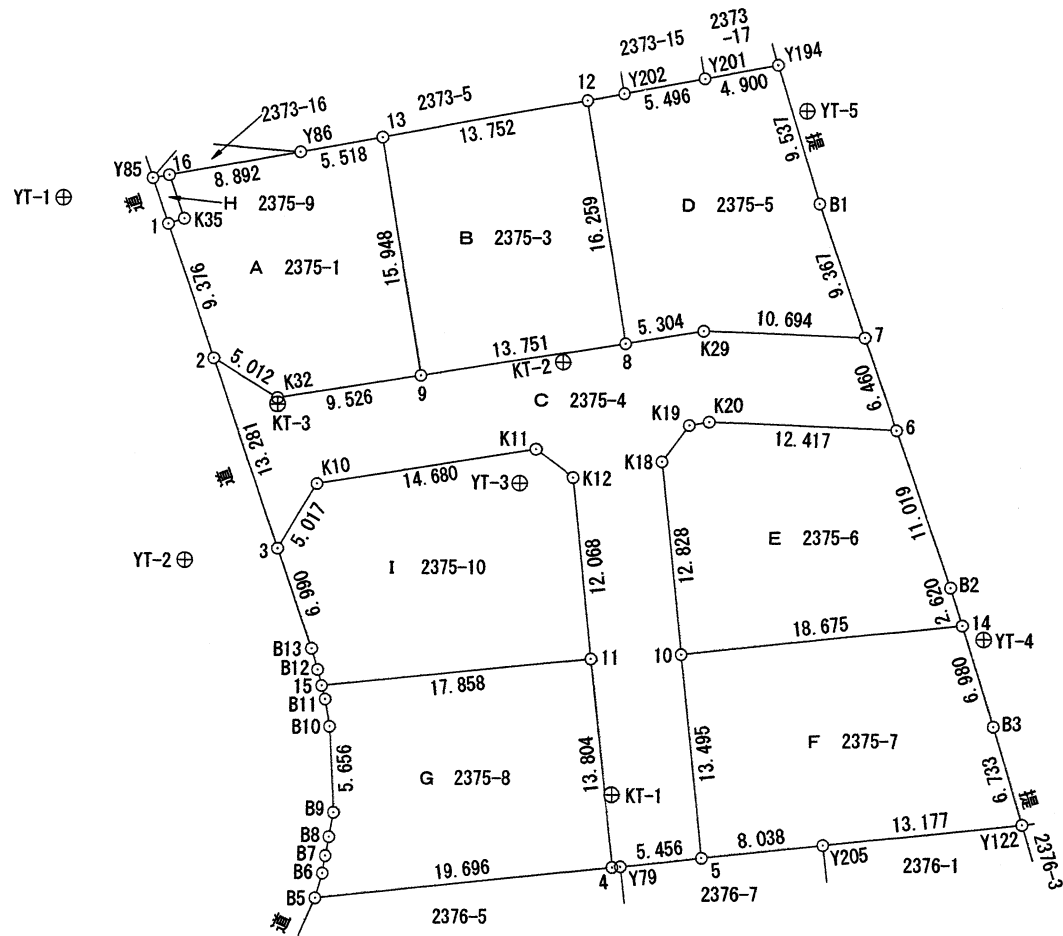 2373
-17
2373-15
Y194
Y201
Y202
4.900
5.496
12
2373-5
13
13.752
2373-16
Y86
5.518
YT-5
Y85
16
8.892
9.537
堤
YT-1
道
H 2375-9
K35
1
D 2375-5
B1
B 2375-3
16.259
15.948
A 2375-1
9.376
9.367
5.304
10.694
7
13.751
KT-2
8
K29
2
5.012
K32
9.526
9
KT-3
C 2375-4
6.460
K19
K20
6
12.417
K11
K18
13.281
道
K10
14.680
YT-3
K12
5.017
11.019
3
YT-2
12.068
12.828
E 2375-6
I 2375-10
B2
6.990
2.620
14
18.675
YT-4
B13
B12
15
10
11
17.858
6.980
B11
B10
B3
5.656
F 2375-7
G 2375-8
13.804
13.495
6.733
KT-1
堤
B9
B8
B7
B6
B5
13.177
8.038
Y122
5.456
Y205
2376-1
2376-3
19.696
4
Y79
5
2376-7
2376-5
道